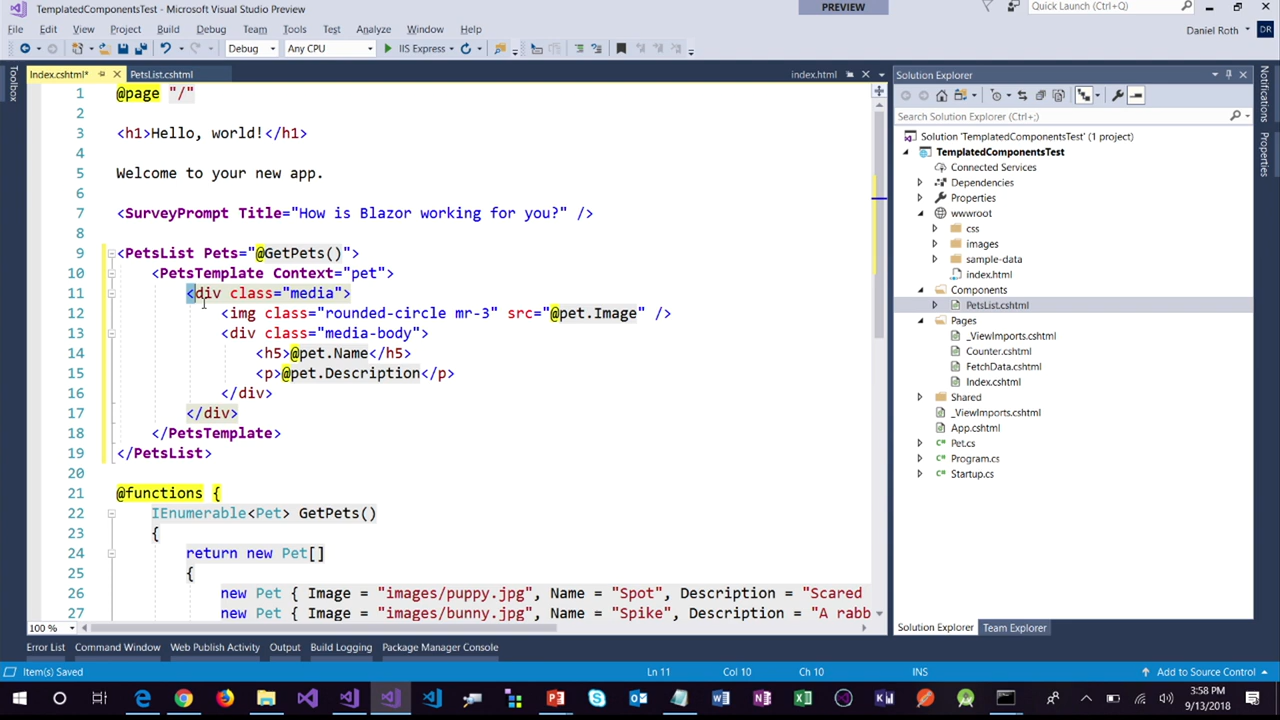 TemplatedComponentsTest - Microsoft Visual Studio Preview
PREVIEW
Quick Launch (Ctrl+Q)
File Edit View Project Build Debug Team Tools Test Analyze Window Help
Daniel Roth DR
Debug Any CPU IIS Express
Toolbox
Index.cshtml* PetsList.cshtml index.html
1 @page "/"
2
3 <h1>Hello, world!</h1>
4
5 Welcome to your new app.
6
7 <SurveyPrompt Title="How is Blazor working for you?" />
8
9 <PetsList Pets="@GetPets()">
10 <PetsTemplate Context="pet">
11 <div class="media">
12 <img class="rounded-circle mr-3" src="@pet.Image" />
13 <div class="media-body">
14 <h5>@pet.Name</h5>
15 <p>@pet.Description</p>
16 </div>
17 </div>
18 </PetsTemplate>
19 </PetsList>
20
21 @functions {
22 IEnumerable<Pet> GetPets()
23 {
24 return new Pet[]
25 {
26 new Pet { Image = "images/puppy.jpg", Name = "Spot", Description = "Scared
27 new Pet { Image = "images/bunny.jpg", Name = "Spike", Description = "A rabb
100 %
Solution Explorer
Search Solution Explorer (Ctrl+;)
Solution 'TemplatedComponentsTest' (1 project)
TemplatedComponentsTest
Connected Services
Dependencies
Properties
wwwroot
css
images
sample-data
index.html
Components
PetsList.cshtml
Pages
_ViewImports.cshtml
Counter.cshtml
FetchData.cshtml
Index.cshtml
Shared
_ViewImports.cshtml
App.cshtml
C# Pet.cs
C# Program.cs
C# Startup.cs
Solution Explorer Team Explorer
Notifications
Properties
Error List Command Window Web Publish Activity Output Build Logging Package Manager Console
Item(s) Saved Ln 11 Col 10 Ch 10 INS Add to Source Control
3:58 PM
9/13/2018